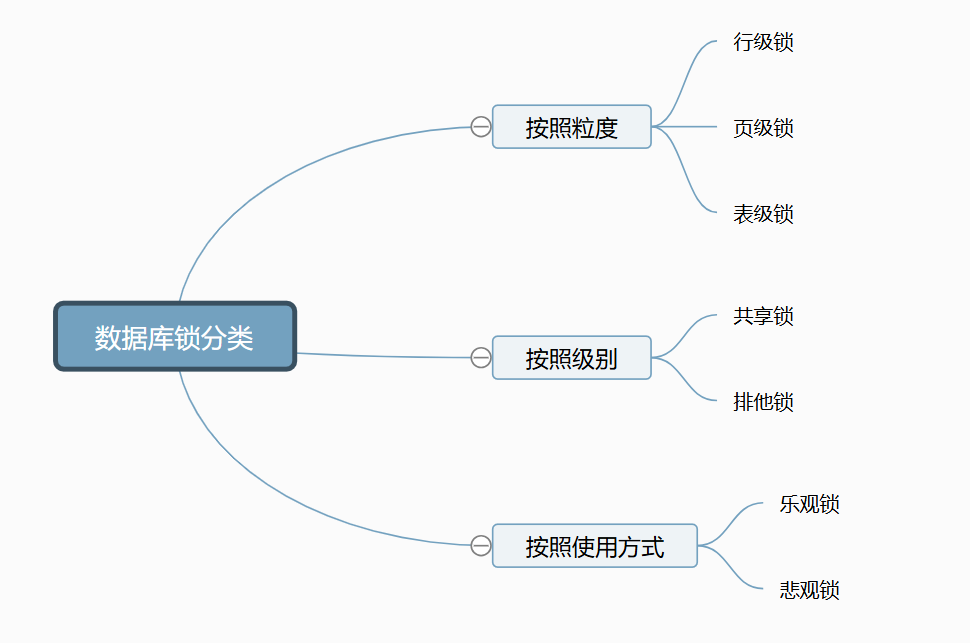 数据库锁分类
按照粒度
行级锁
页级锁
表级锁
按照级别
共享锁
排他锁
按照使用方式
乐观锁
悲观锁